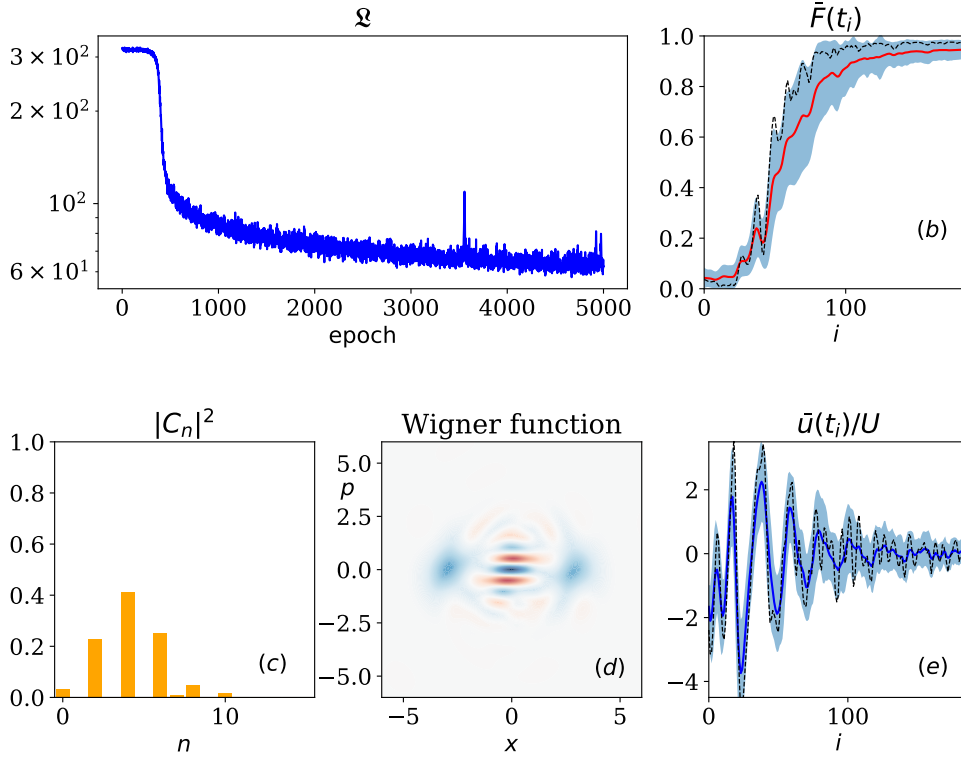 𝔏
3 × 10²
2 × 10²
10²
6 × 10¹
0 1000 2000 3000 4000 5000
epoch
F̄(tᵢ)
1.0
0.8
0.6
0.4
0.2
0.0
(b)
0 100
i
|Cₙ|²
1.0
0.8
0.6
0.4
0.2
0.0
(c)
0 10
n
Wigner function
5.0
p
2.5
0.0
−2.5
−5.0
(d)
−5 0 5
x
ū(tᵢ)/U
2
0
−2
−4
(e)
0 100
i